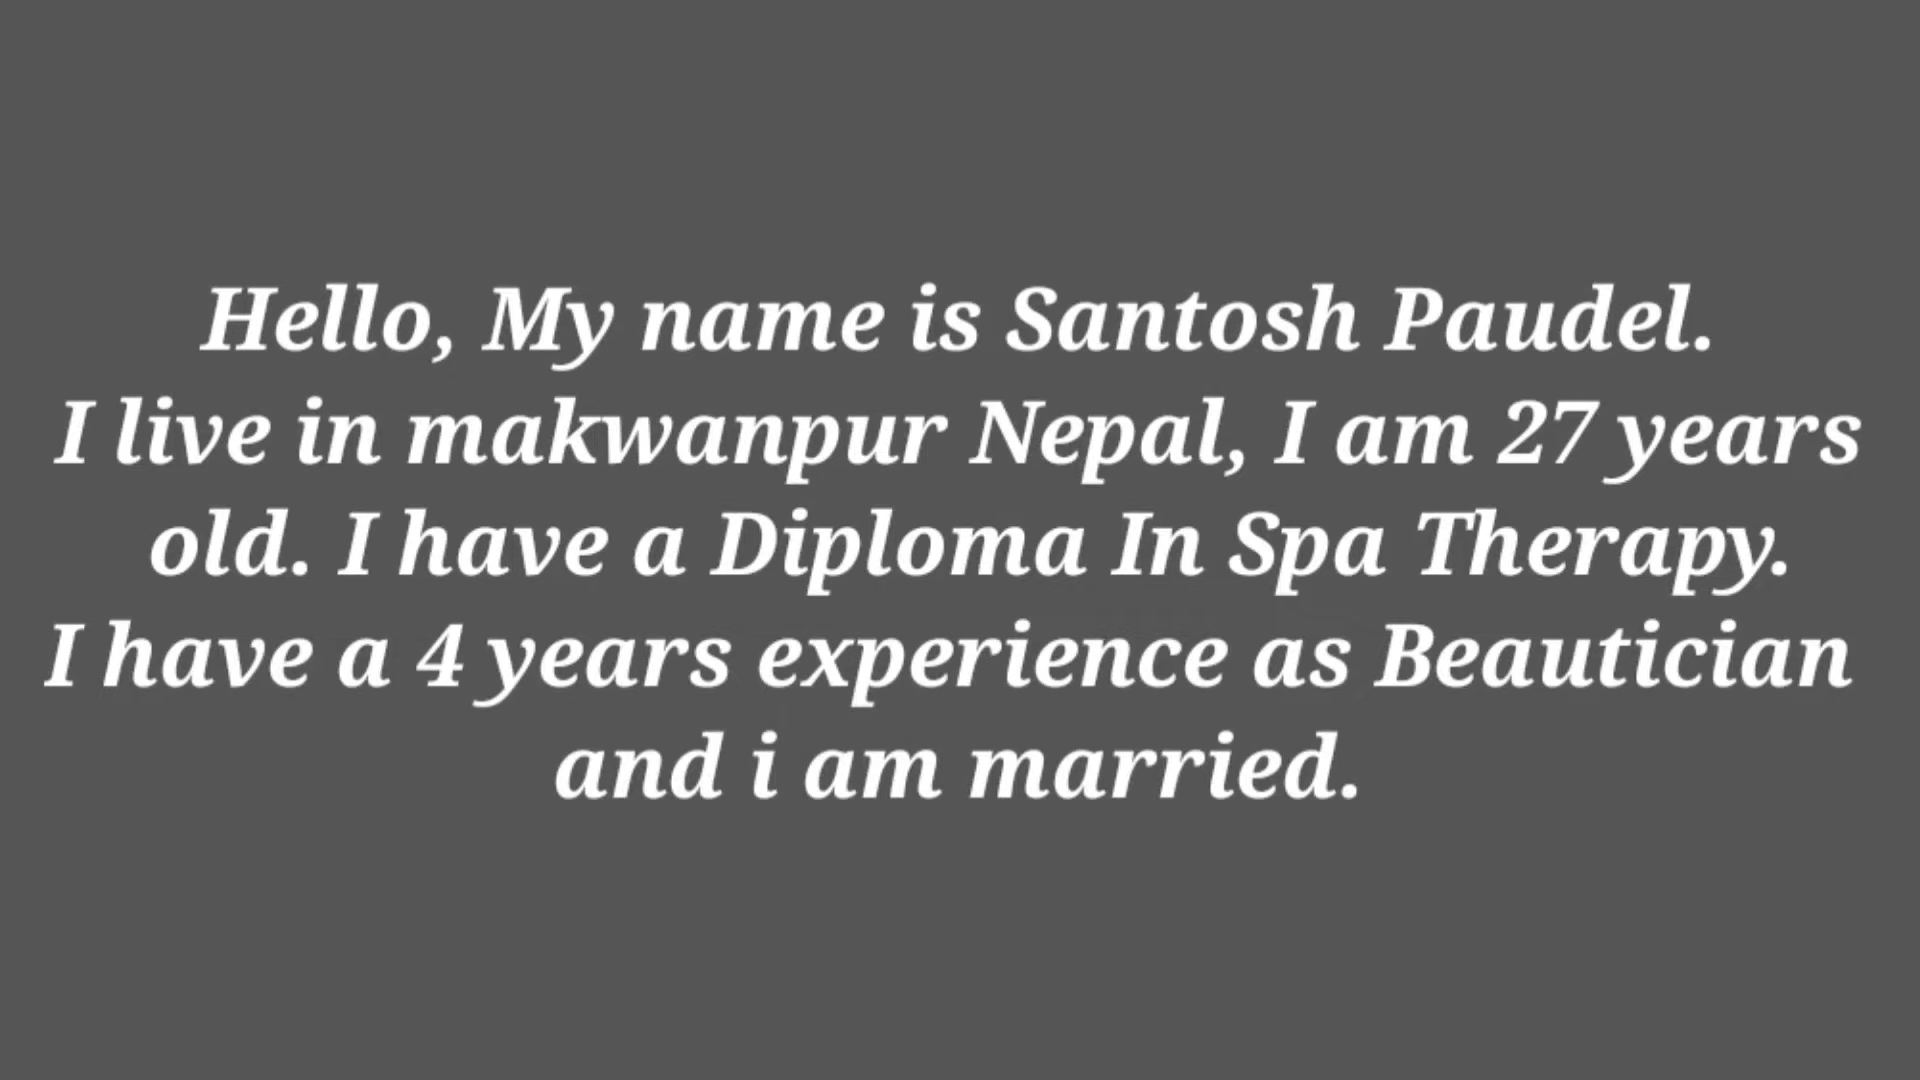 Hello, My name is Santosh Paudel.
I live in makwanpur Nepal, I am 27 years
old. I have a Diploma In Spa Therapy.
I have a 4 years experience as Beautician
and i am married.